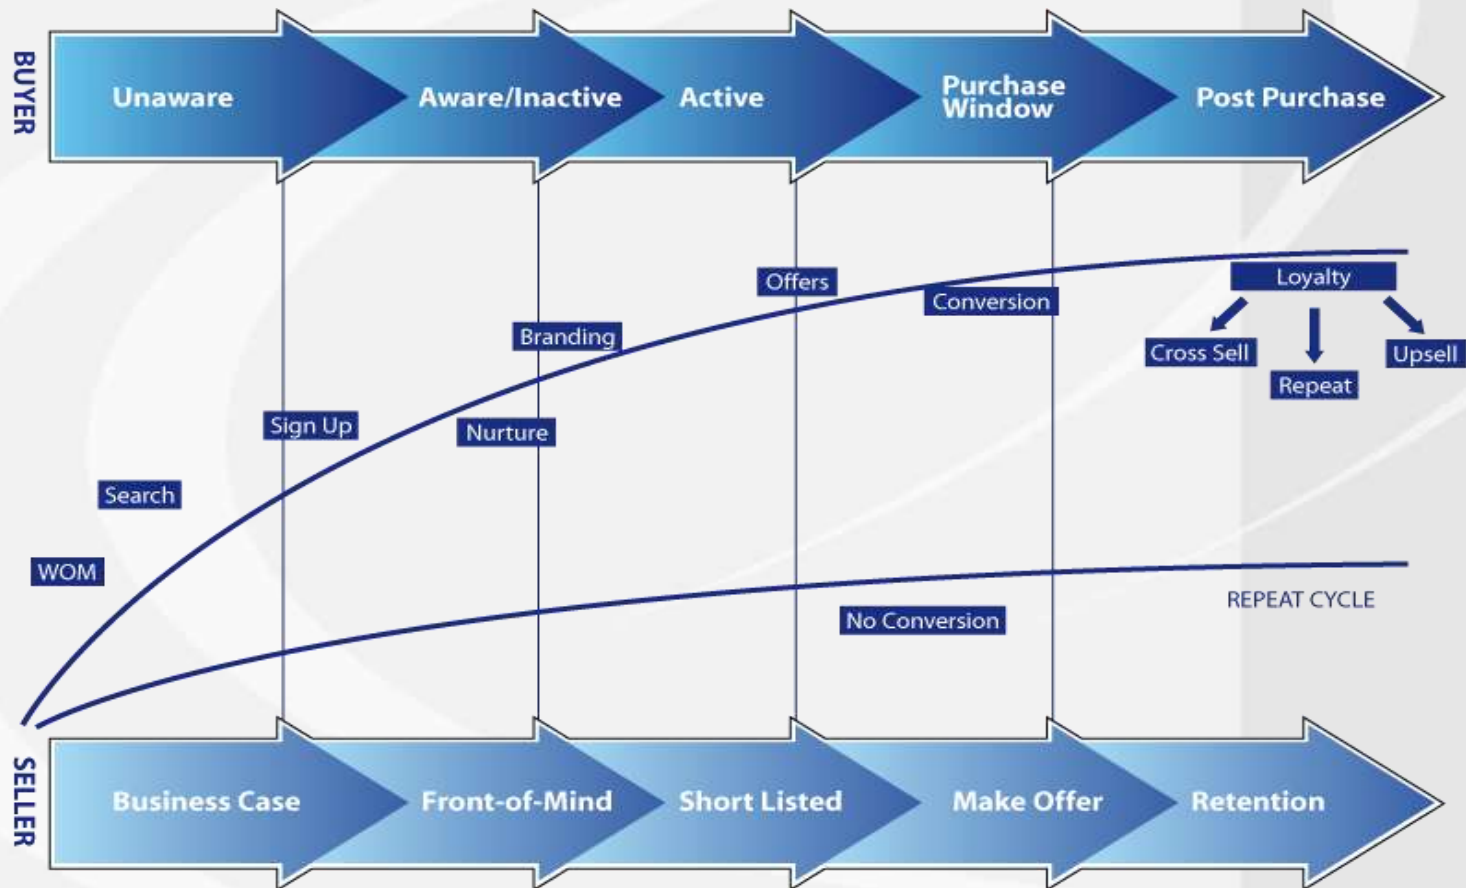 BUYER
Unaware
Aware/Inactive
Active
Purchase
Window
Post Purchase
Offers
Loyalty
Conversion
Branding
Cross Sell
Upsell
Repeat
Sign Up
Nurture
Search
WOM
REPEAT CYCLE
No Conversion
SELLER
Business Case
Front-of-Mind
Short Listed
Make Offer
Retention